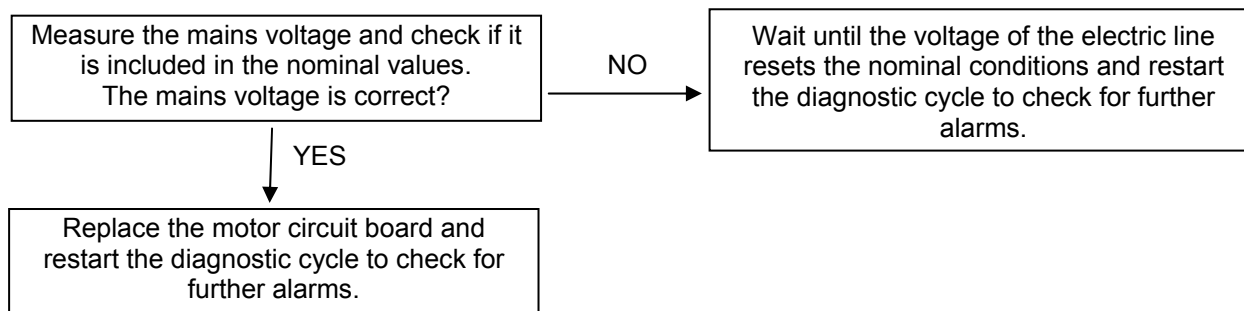 Measure the mains voltage and check if it
is included in the nominal values.
The mains voltage is correct?
NO
Wait until the voltage of the electric line
resets the nominal conditions and restart
the diagnostic cycle to check for further
alarms.
YES
Replace the motor circuit board and
restart the diagnostic cycle to check for
further alarms.